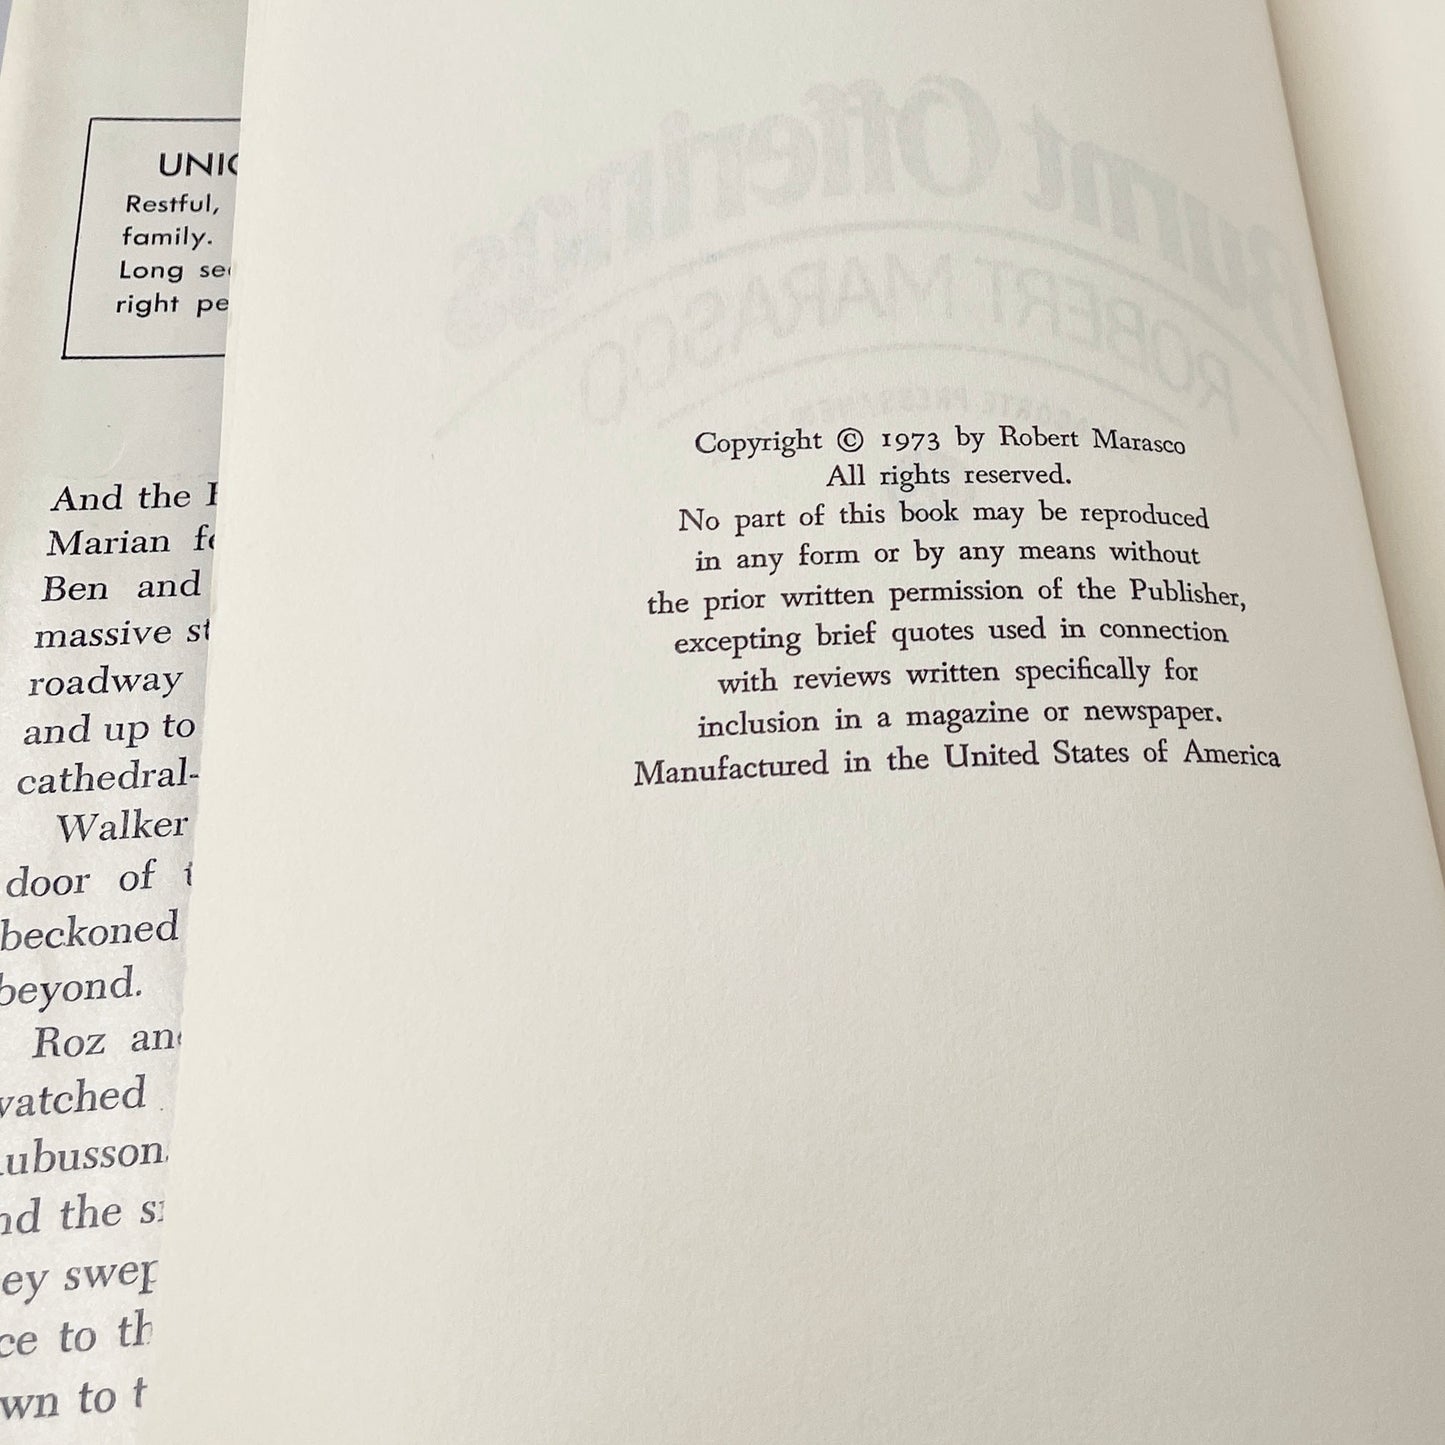 UNIQ
Restful,
family.
Long se
right pe
And the
Marian f
Ben and
massive st
roadway
and up to
cathedral-
Walker
door of t
beckoned
beyond.
Roz an
watched
ubusson
nd the s
ey swep
ce to th
wn to t
Burnt Offerings
ROBERT MARASCO
Copyright © 1973 by Robert Marasco
All rights reserved.
No part of this book may be reproduced
in any form or by any means without
the prior written permission of the Publisher,
excepting brief quotes used in connection
with reviews written specifically for
inclusion in a magazine or newspaper.
Manufactured in the United States of America